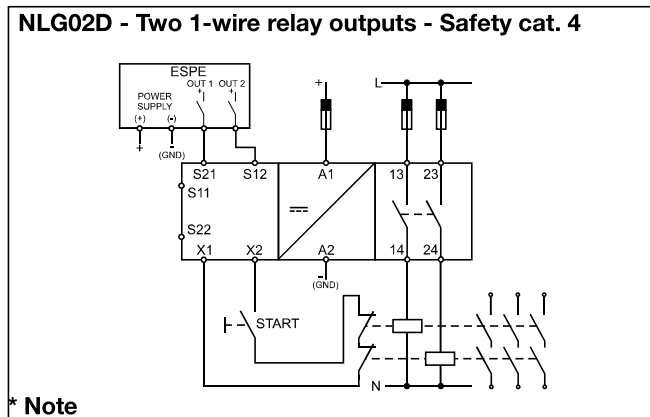 NLG02D - Two 1-wire relay outputs - Safety cat. 4
ESPE
OUT 1 OUT 2
+ +
POWER
SUPPLY
(+) (-)
+ - (GND)
+ L
S21 S12 A1 13 23
S11
S22
X1 X2 A2 14 24
- (GND)
START
N
* Note